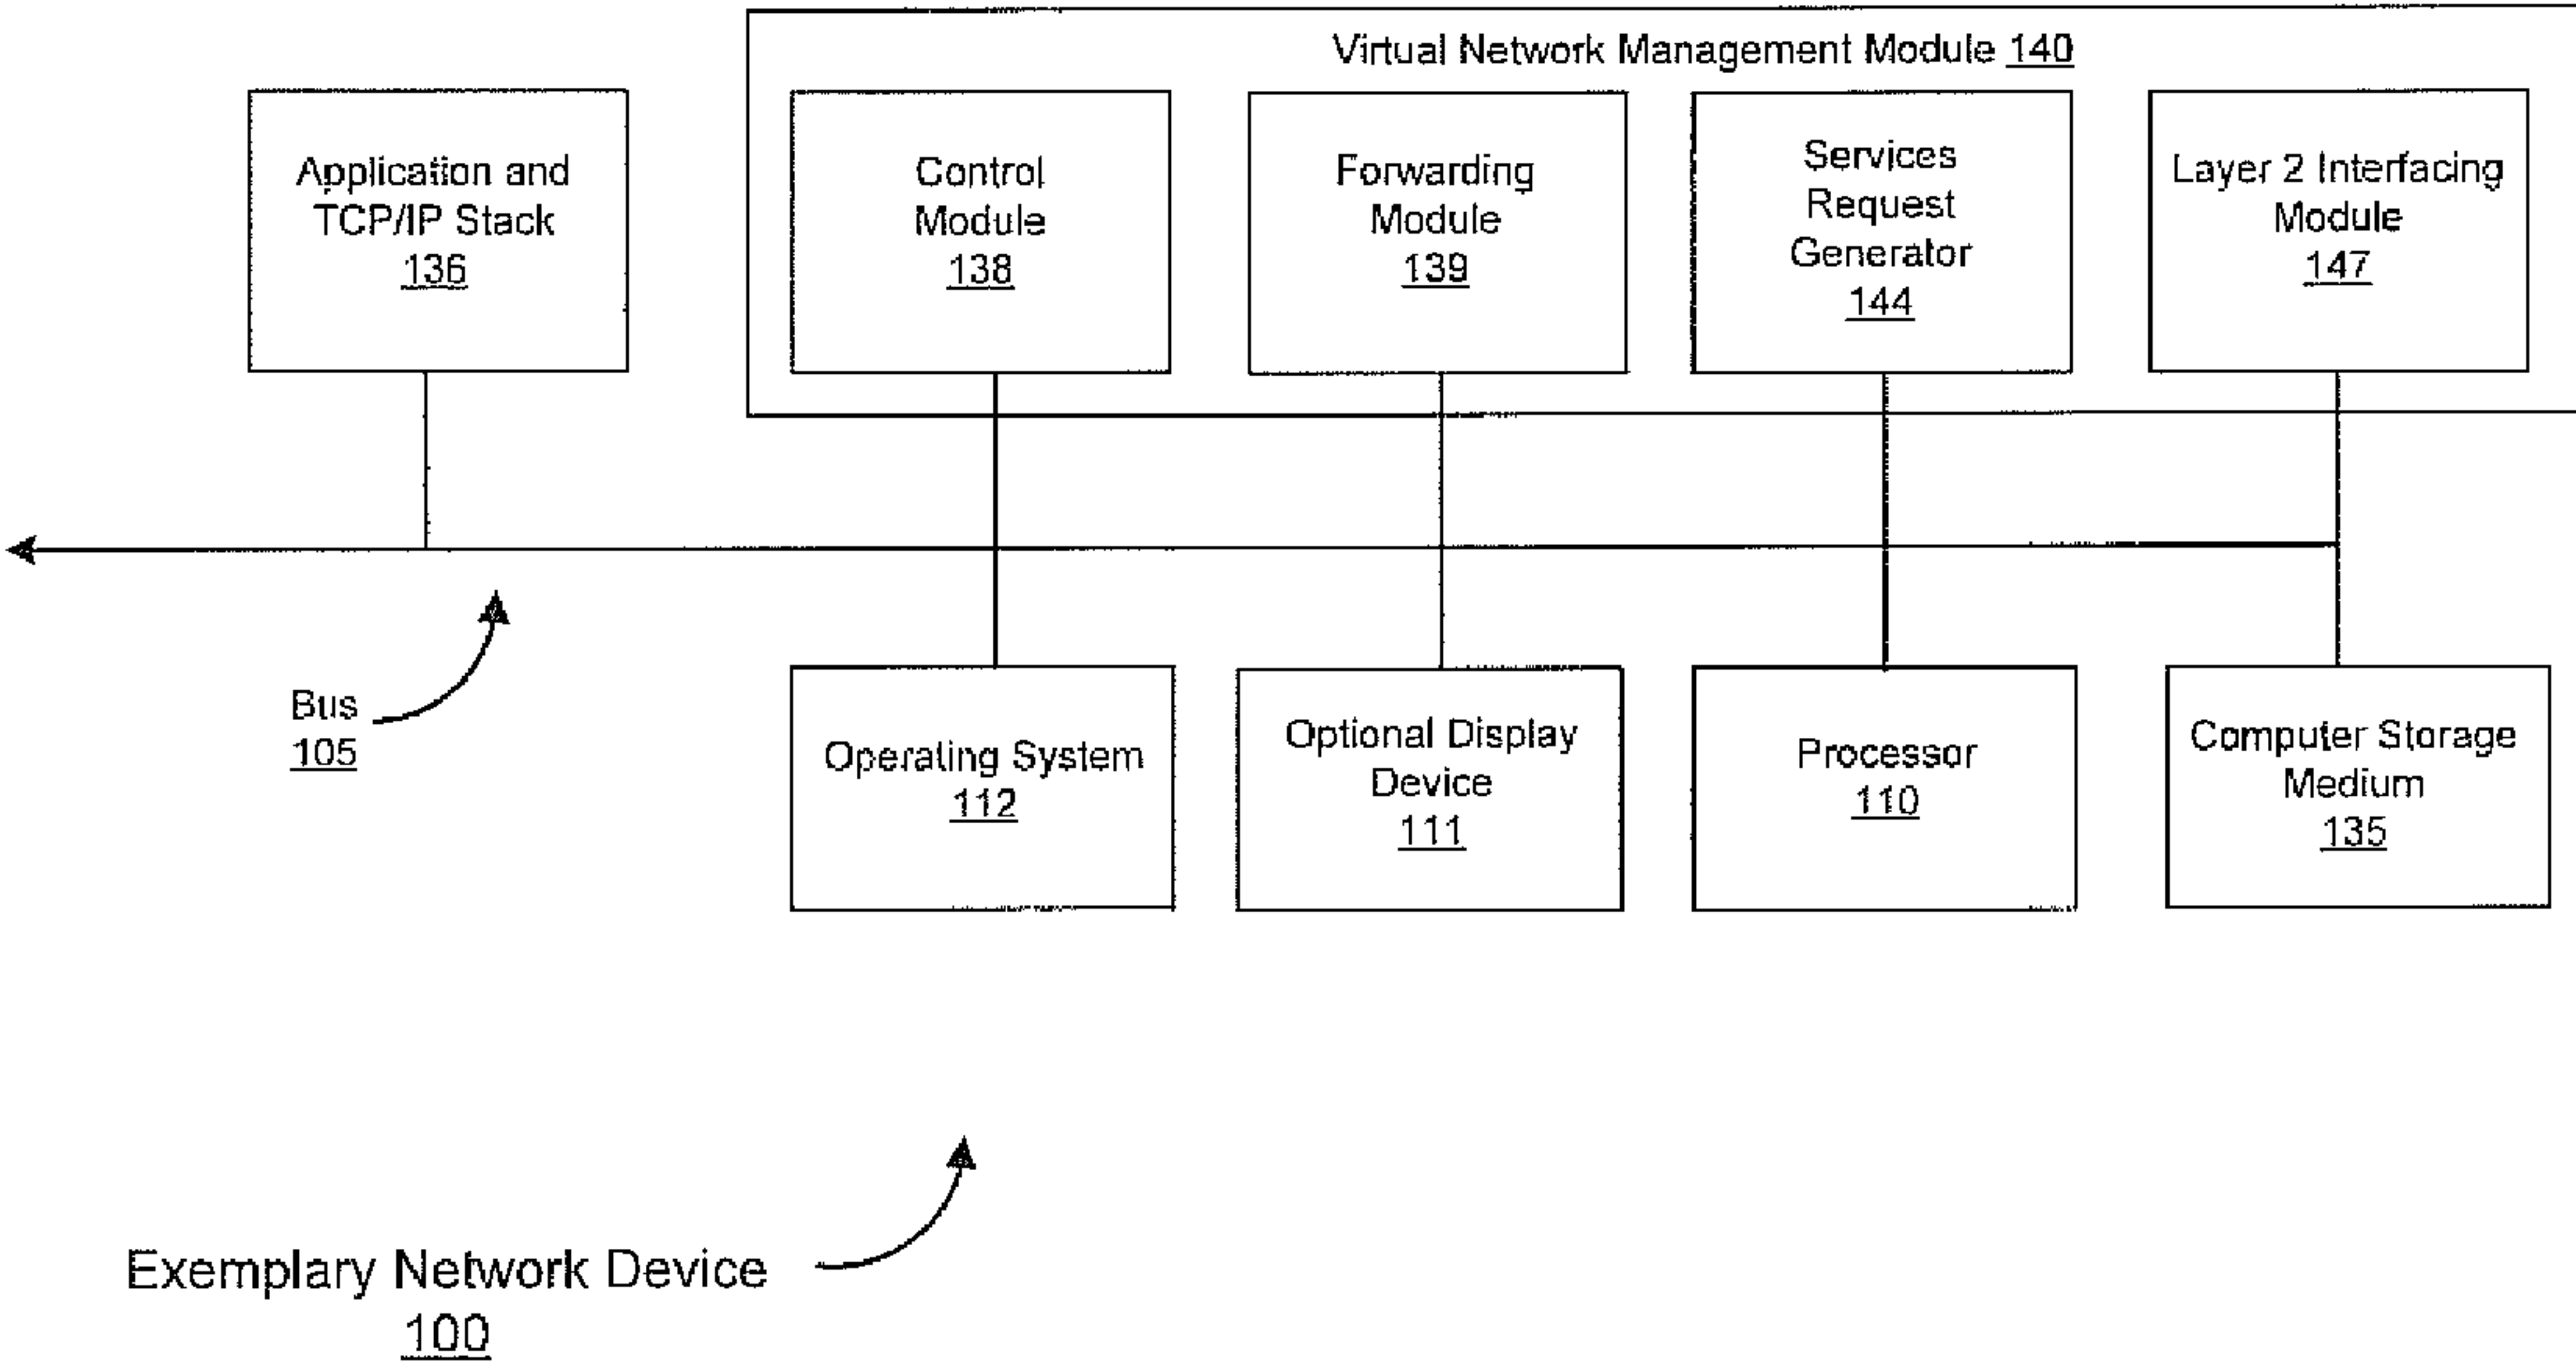 Virtual Network Management Module 140
Application and
TCP/IP Stack
136
Control
Module
138
Forwarding
Module
139
Services
Request
Generator
144
Layer 2 Interfacing
Module
147
Bus
105
Operating System
112
Optional Display
Device
111
Processor
110
Computer Storage
Medium
135
Exemplary Network Device
100